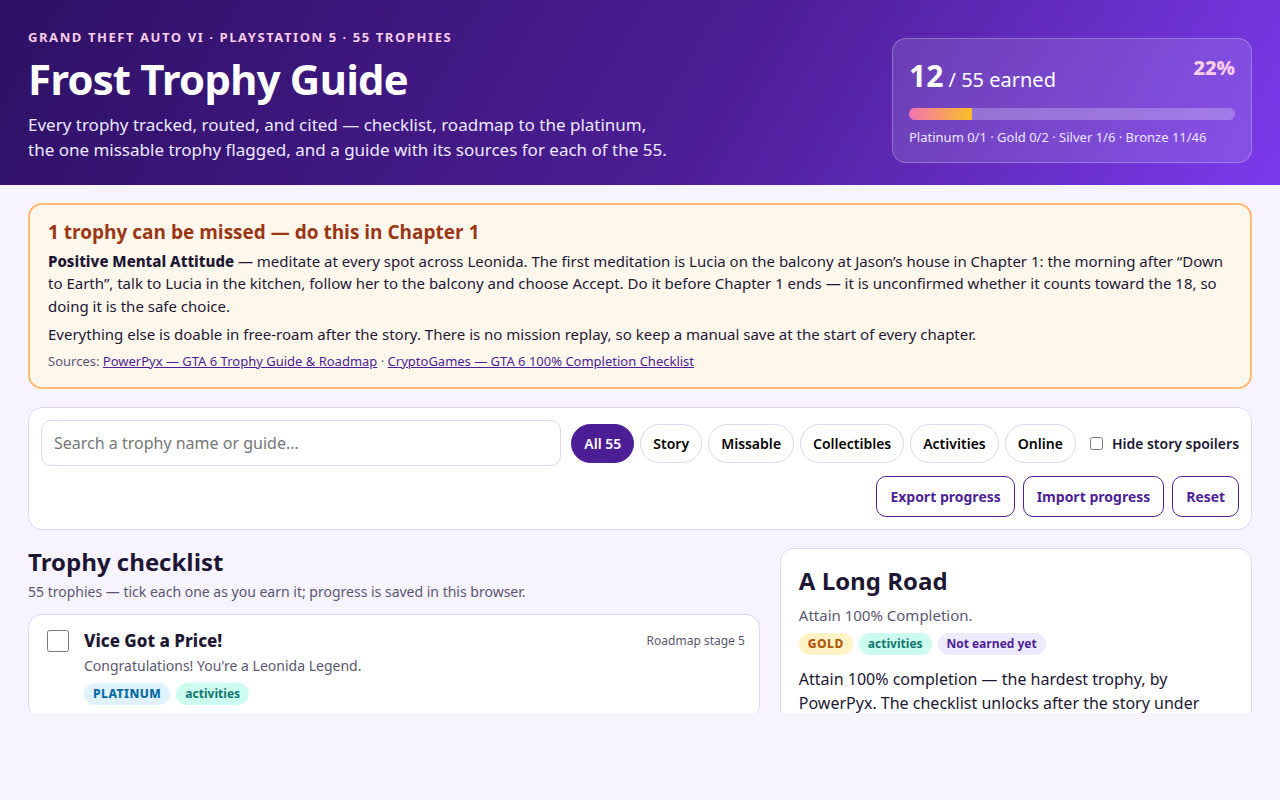 GRAND THEFT AUTO VI · PLAYSTATION 5 · 55 TROPHIES
Frost Trophy Guide
Every trophy tracked, routed, and cited — checklist, roadmap to the platinum,
the one missable trophy flagged, and a guide with its sources for each of the 55.
12 / 55 earned
22%
Platinum 0/1 · Gold 0/2 · Silver 1/6 · Bronze 11/46
1 trophy can be missed — do this in Chapter 1
Positive Mental Attitude — meditate at every spot across Leonida. The first meditation is Lucia on the balcony at Jason’s house in Chapter 1: the morning after “Down
to Earth”, talk to Lucia in the kitchen, follow her to the balcony and choose Accept. Do it before Chapter 1 ends — it is unconfirmed whether it counts toward the 18, so
doing it is the safe choice.
Everything else is doable in free-roam after the story. There is no mission replay, so keep a manual save at the start of every chapter.
Sources: PowerPyx — GTA 6 Trophy Guide & Roadmap · CryptoGames — GTA 6 100% Completion Checklist
Search a trophy name or guide...
All 55
Story
Missable
Collectibles
Activities
Online
Hide story spoilers
Export progress
Import progress
Reset
Trophy checklist
55 trophies — tick each one as you earn it; progress is saved in this browser.
Vice Got a Price!
Roadmap stage 5
Congratulations! You're a Leonida Legend.
PLATINUM
activities
A Long Road
Attain 100% Completion.
GOLD
activities
Not earned yet
Attain 100% completion — the hardest trophy, by
PowerPyx. The checklist unlocks after the story under